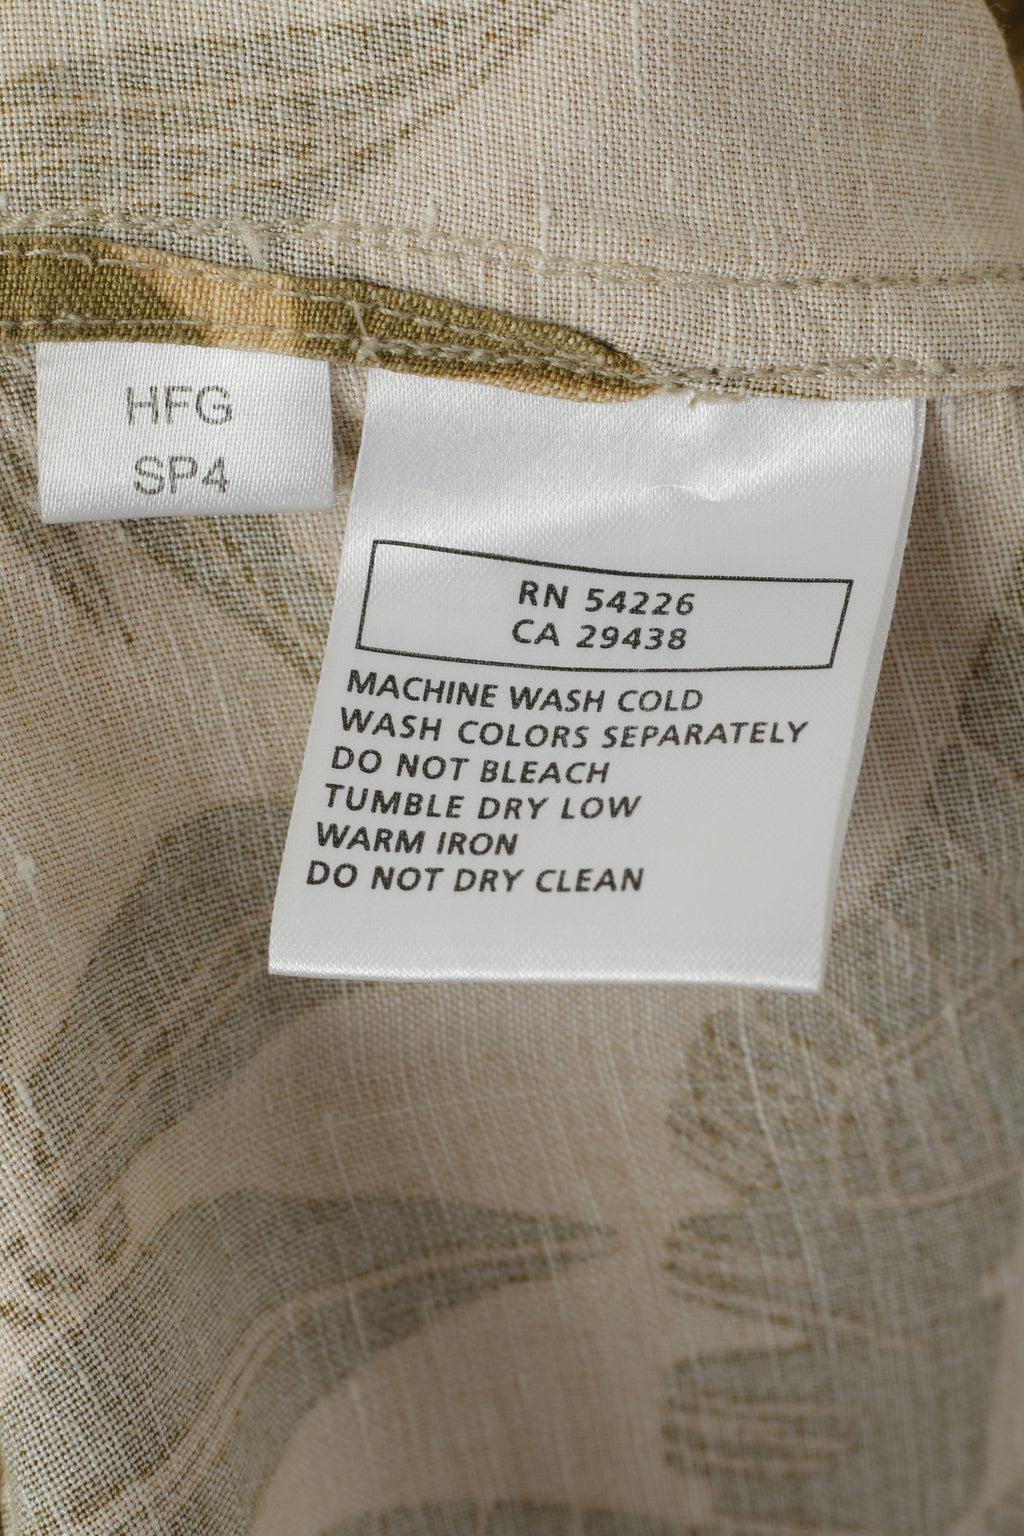 HFG
SP4
RN 54226
CA 29438
MACHINE WASH COLD
WASH COLORS SEPARATELY
DO NOT BLEACH
TUMBLE DRY LOW
WARM IRON
DO NOT DRY CLEAN